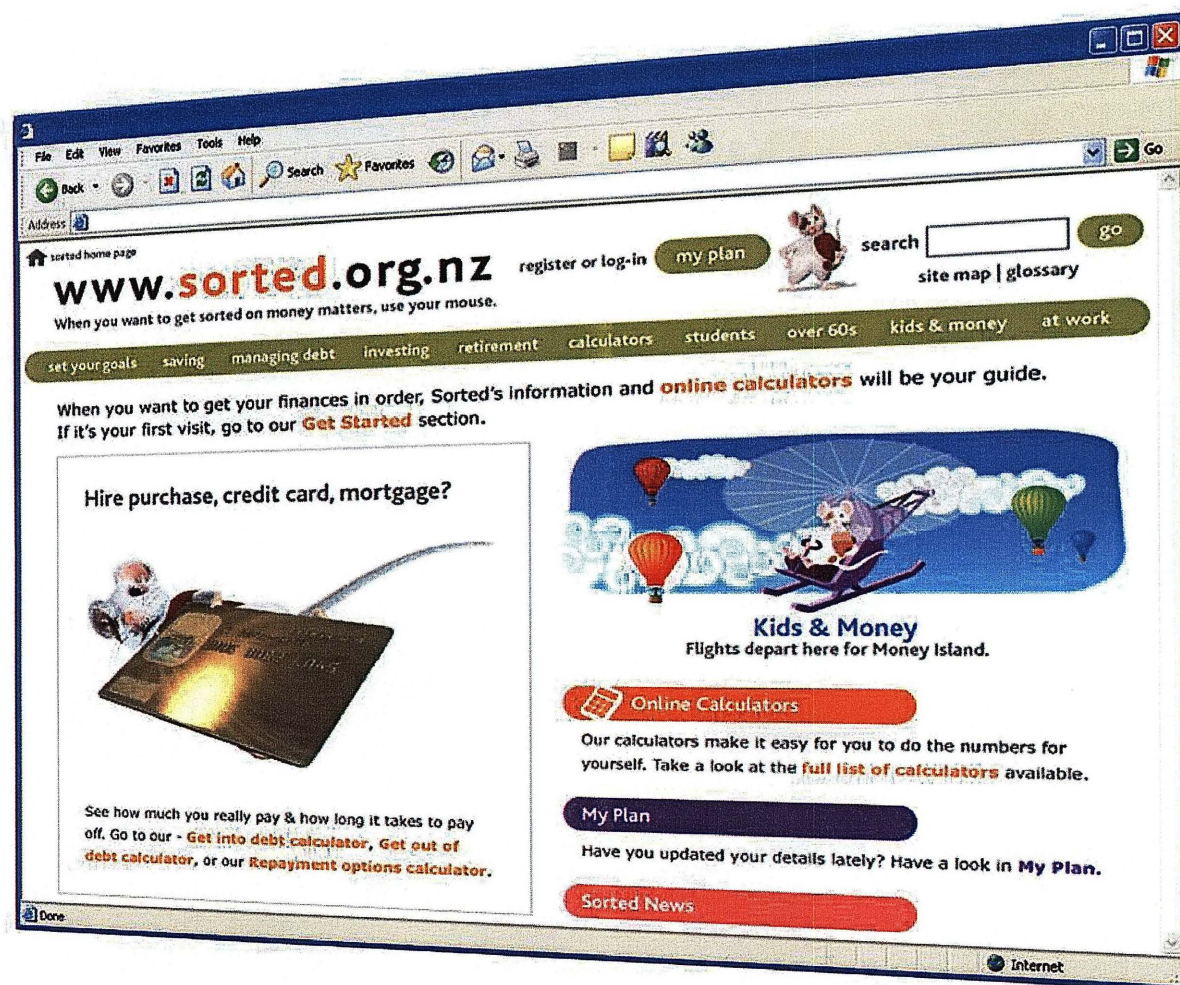 File Edit View Favorites Tools Help
Back Search Favorites
Address Go
sorted home page
www.sorted.org.nz register or log-in my plan search go
When you want to get sorted on money matters, use your mouse. site map | glossary
set your goals saving managing debt investing retirement calculators students over 60s kids & money at work
When you want to get your finances in order, Sorted's information and online calculators will be your guide.
If it's your first visit, go to our Get Started section.
Hire purchase, credit card, mortgage?
See how much you really pay & how long it takes to pay
off. Go to our - Get into debt calculator, Get out of
debt calculator, or our Repayment options calculator.
Kids & Money
Flights depart here for Money Island.
Online Calculators
Our calculators make it easy for you to do the numbers for
yourself. Take a look at the full list of calculators available.
My Plan
Have you updated your details lately? Have a look in My Plan.
Sorted News
Done
Internet